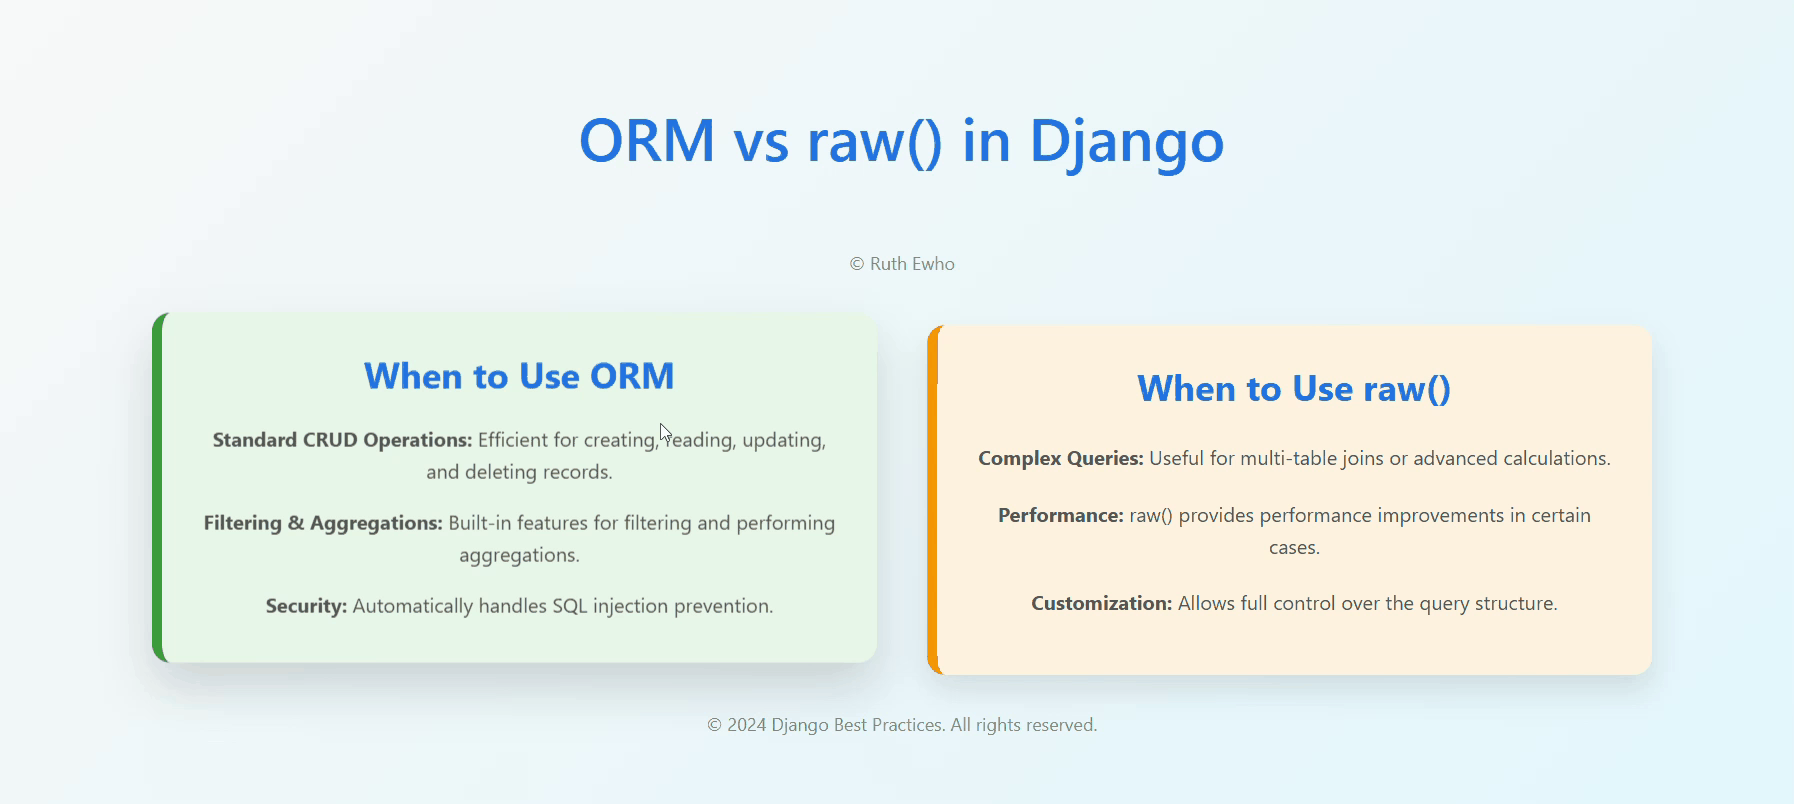 ORM vs raw() in Django
© Ruth Ewho
When to Use ORM
Standard CRUD Operations: Efficient for creating, reading, updating,
and deleting records.
Filtering & Aggregations: Built-in features for filtering and performing
aggregations.
Security: Automatically handles SQL injection prevention.
When to Use raw()
Complex Queries: Useful for multi-table joins or advanced calculations.
Performance: raw() provides performance improvements in certain
cases.
Customization: Allows full control over the query structure.
© 2024 Django Best Practices. All rights reserved.